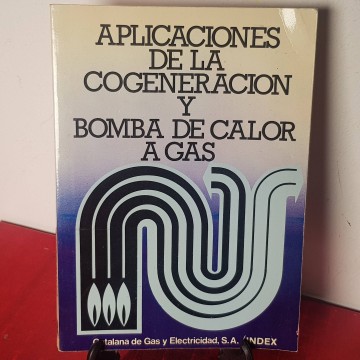 APLICACIONES
DE LA
COGENERACION
Y
BOMBA DE CALOR
A GAS
Catalana de Gas y Electricidad, S.A. INDEX